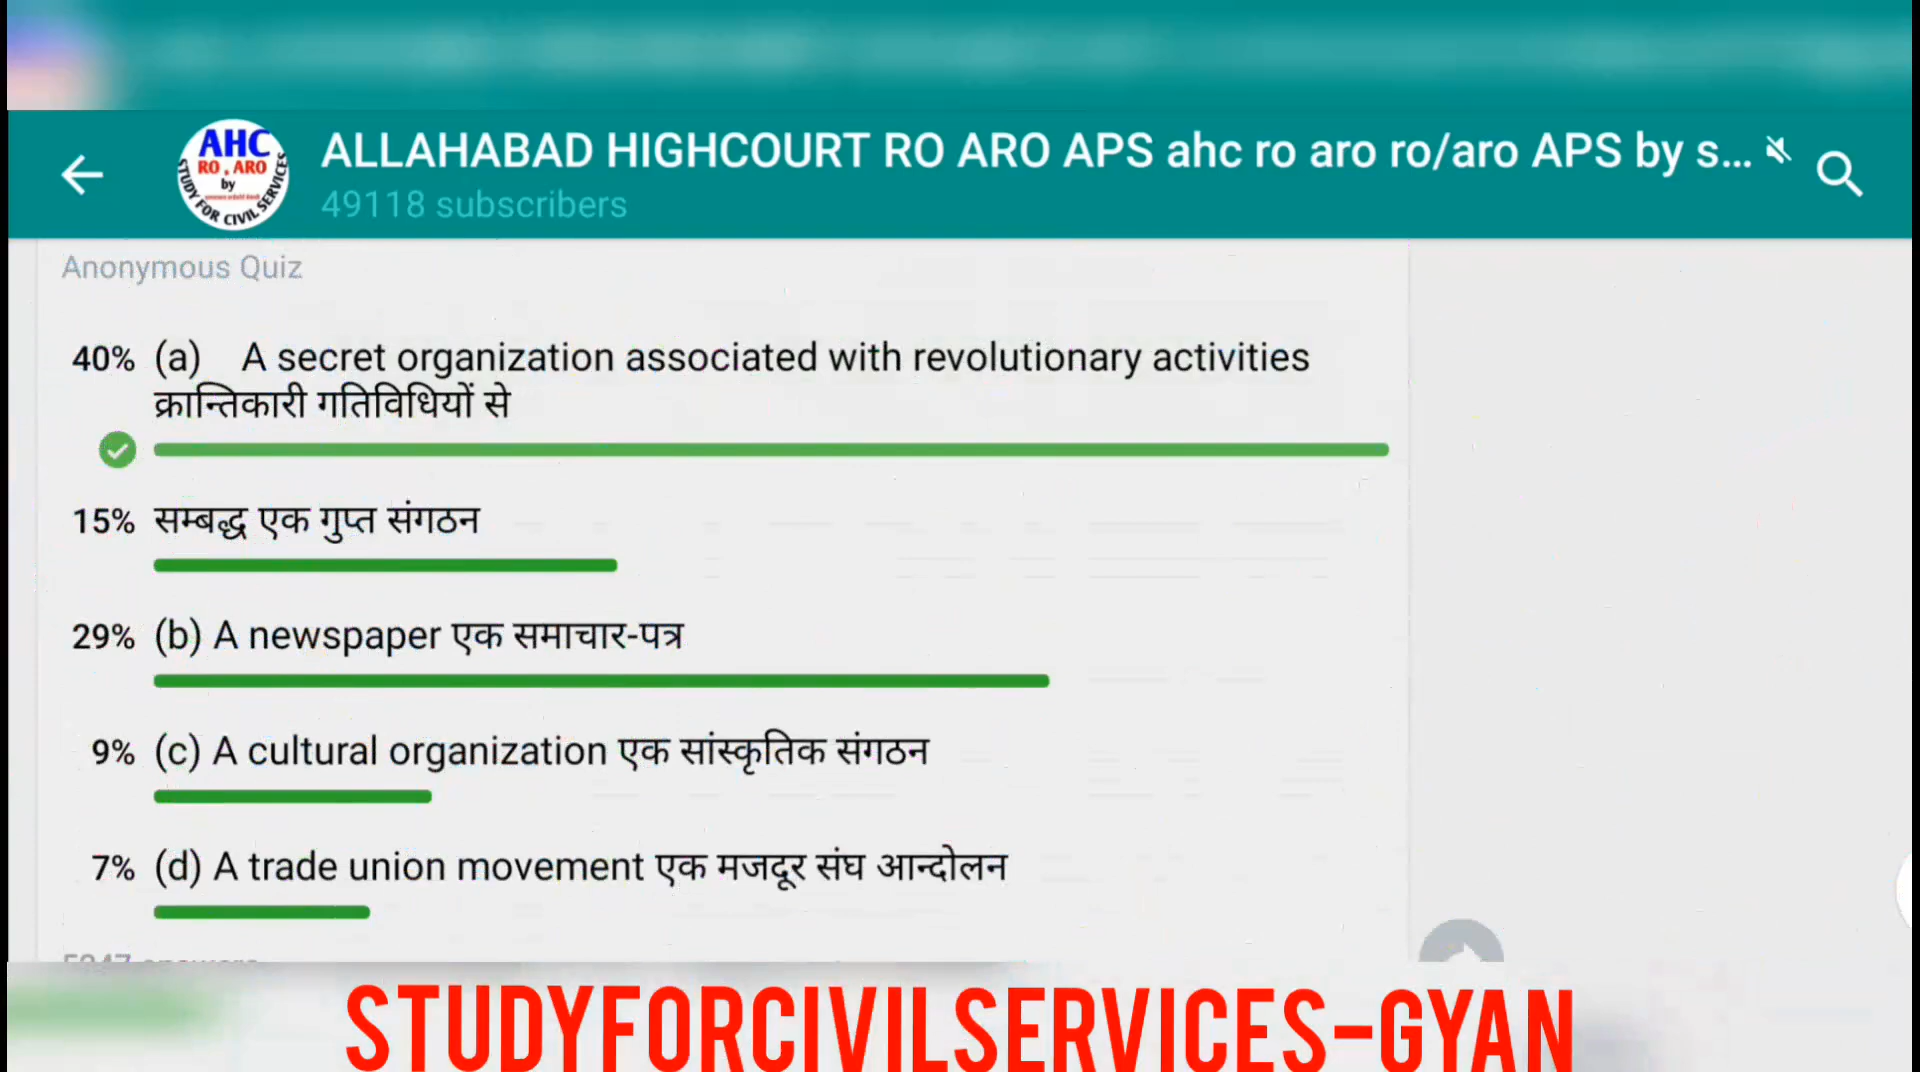 AHC
RO , ARO
by
STUDY FOR CIVIL SERVICES
ALLAHABAD HIGHCOURT RO ARO APS ahc ro aro ro/aro APS by s...
49118 subscribers
Anonymous Quiz
40% (a) A secret organization associated with revolutionary activities
क्रान्तिकारी गतिविधियों से
15% सम्बद्ध एक गुप्त संगठन
29% (b) A newspaper एक समाचार-पत्र
9% (c) A cultural organization एक सांस्कृतिक संगठन
7% (d) A trade union movement एक मजदूर संघ आन्दोलन
STUDYFORCIVILSERVICES-GYAN